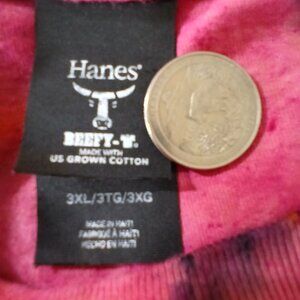 Hanes®
BEEFY-T®
MADE WITH
US GROWN COTTON
3XL/3TG/3XG
MADE IN HAITI
FABRIQUÉ À HAITI
HECHO EN HAITI